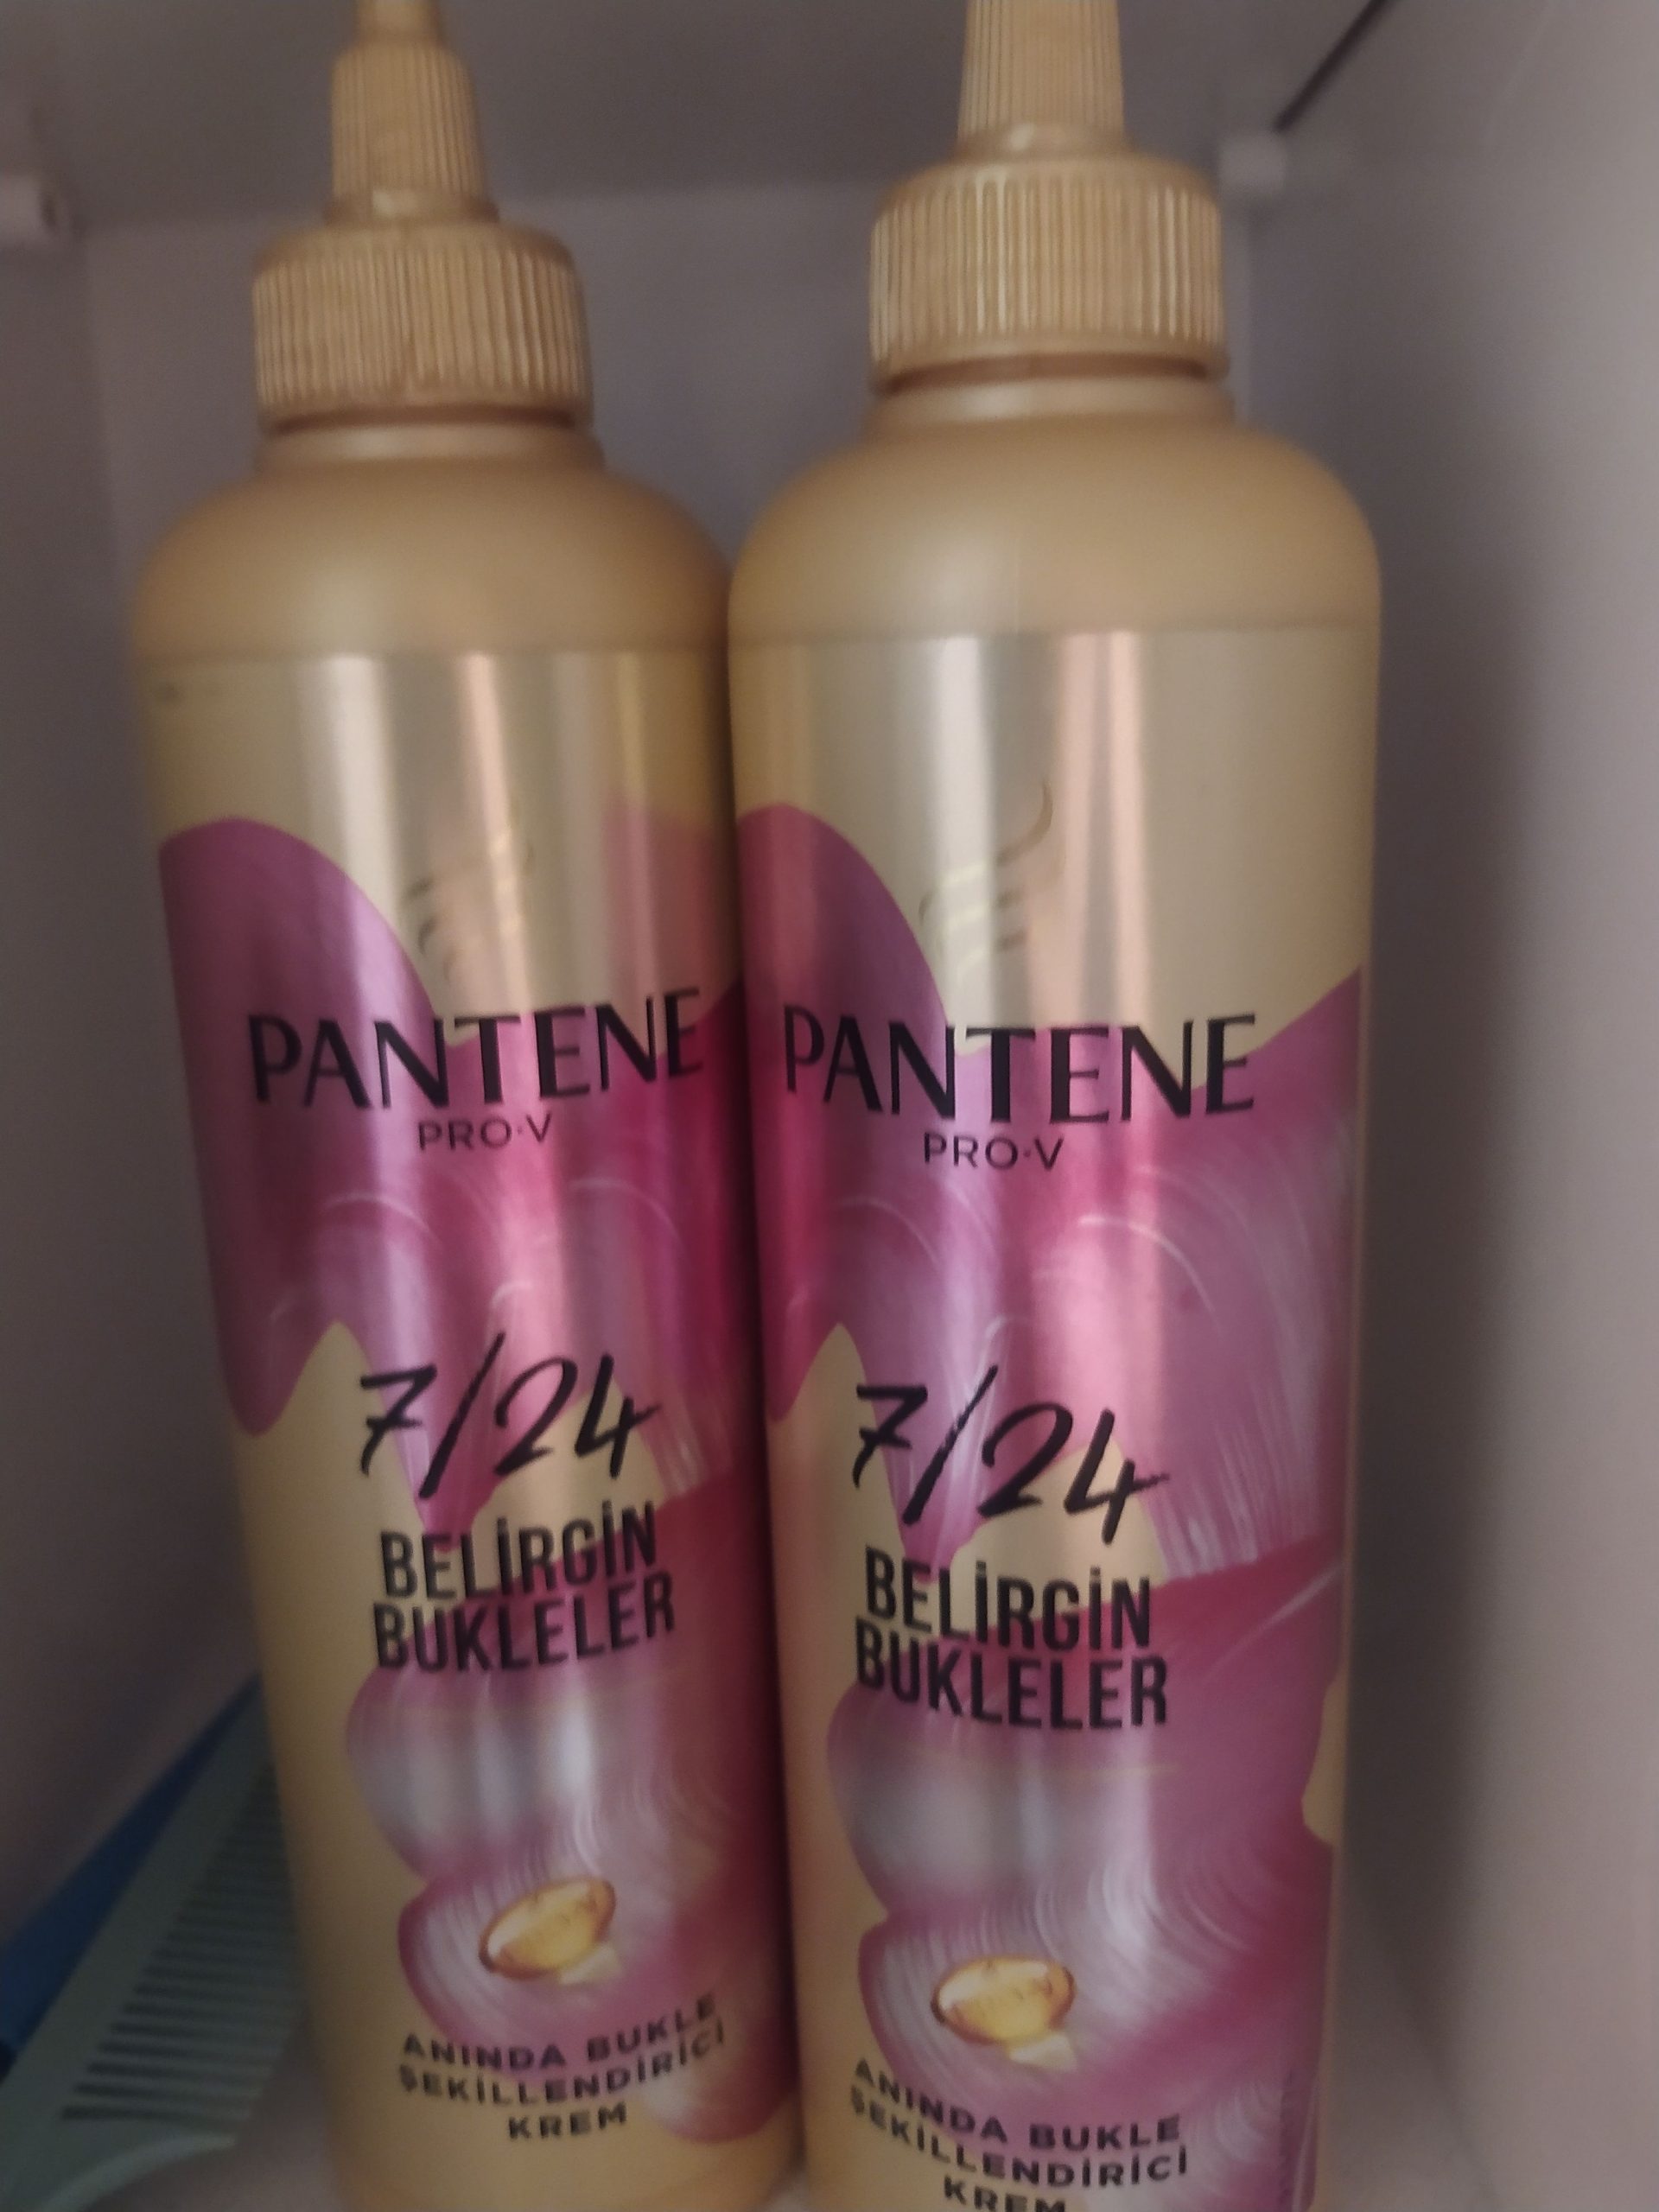 PANTENE
PRO-V
7/24
BELİRGİN
BUKLELER
ANINDA BUKLE
ŞEKİLLENDİRİCİ
KREM
PANTENE
PRO-V
7/24
BELİRGİN
BUKLELER
ANINDA BUKLE
ŞEKİLLENDİRİCİ
KREM